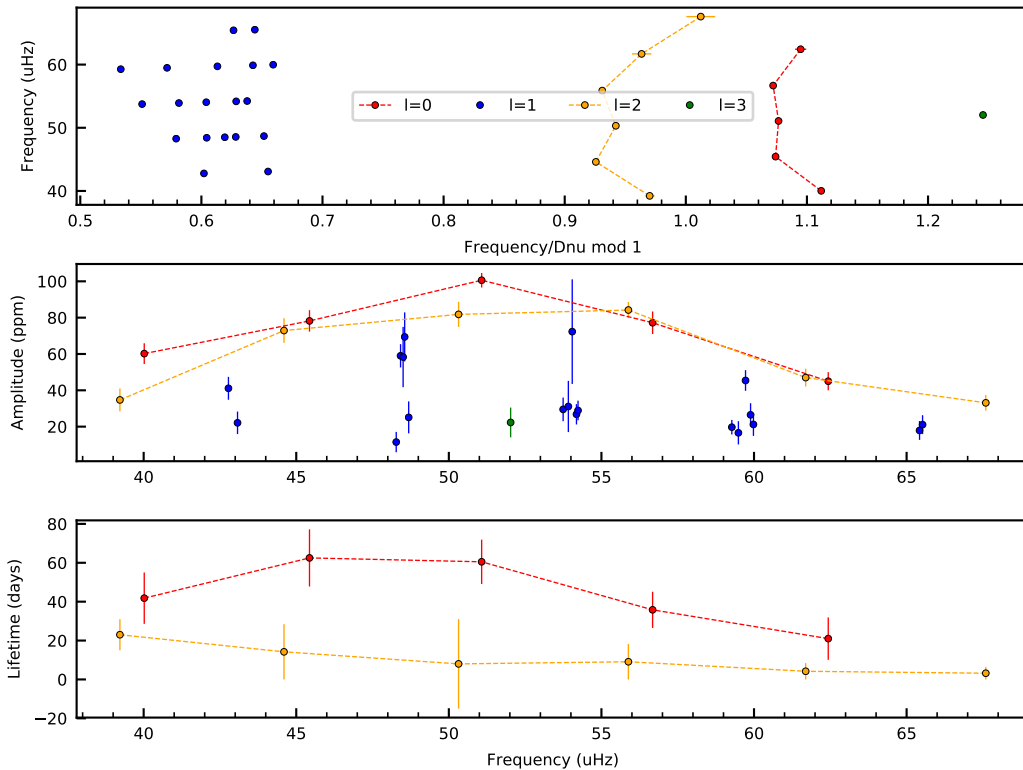 Frequency (uHz)
60
50
40
l=0 l=1 l=2 l=3
0.5 0.6 0.7 0.8 0.9 1.0 1.1 1.2
Frequency/Dnu mod 1
Amplitude (ppm)
100
80
60
40
20
40 45 50 55 60 65
Lifetime (days)
80
60
40
20
0
−20
40 45 50 55 60 65
Frequency (uHz)